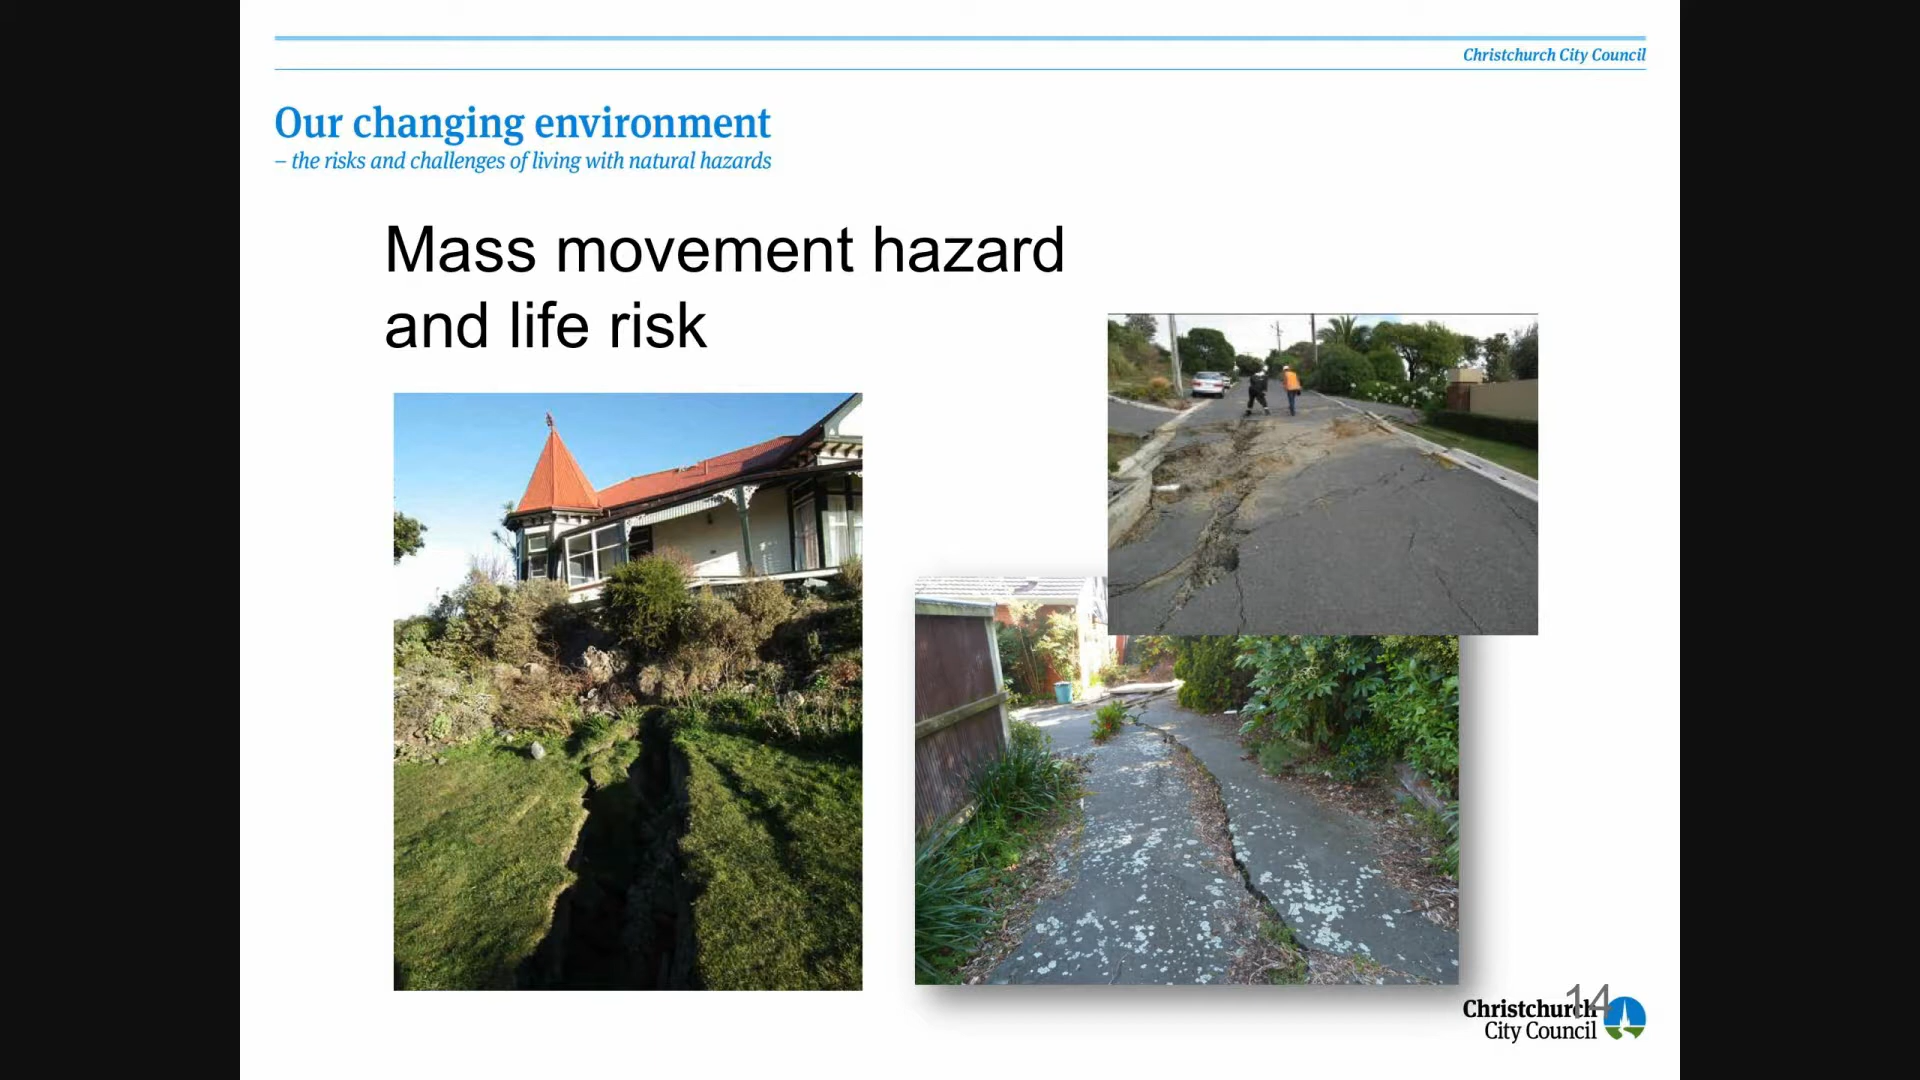 Christchurch City Council
Our changing environment
– the risks and challenges of living with natural hazards
Mass movement hazard
and life risk
14
Christchurch
City Council